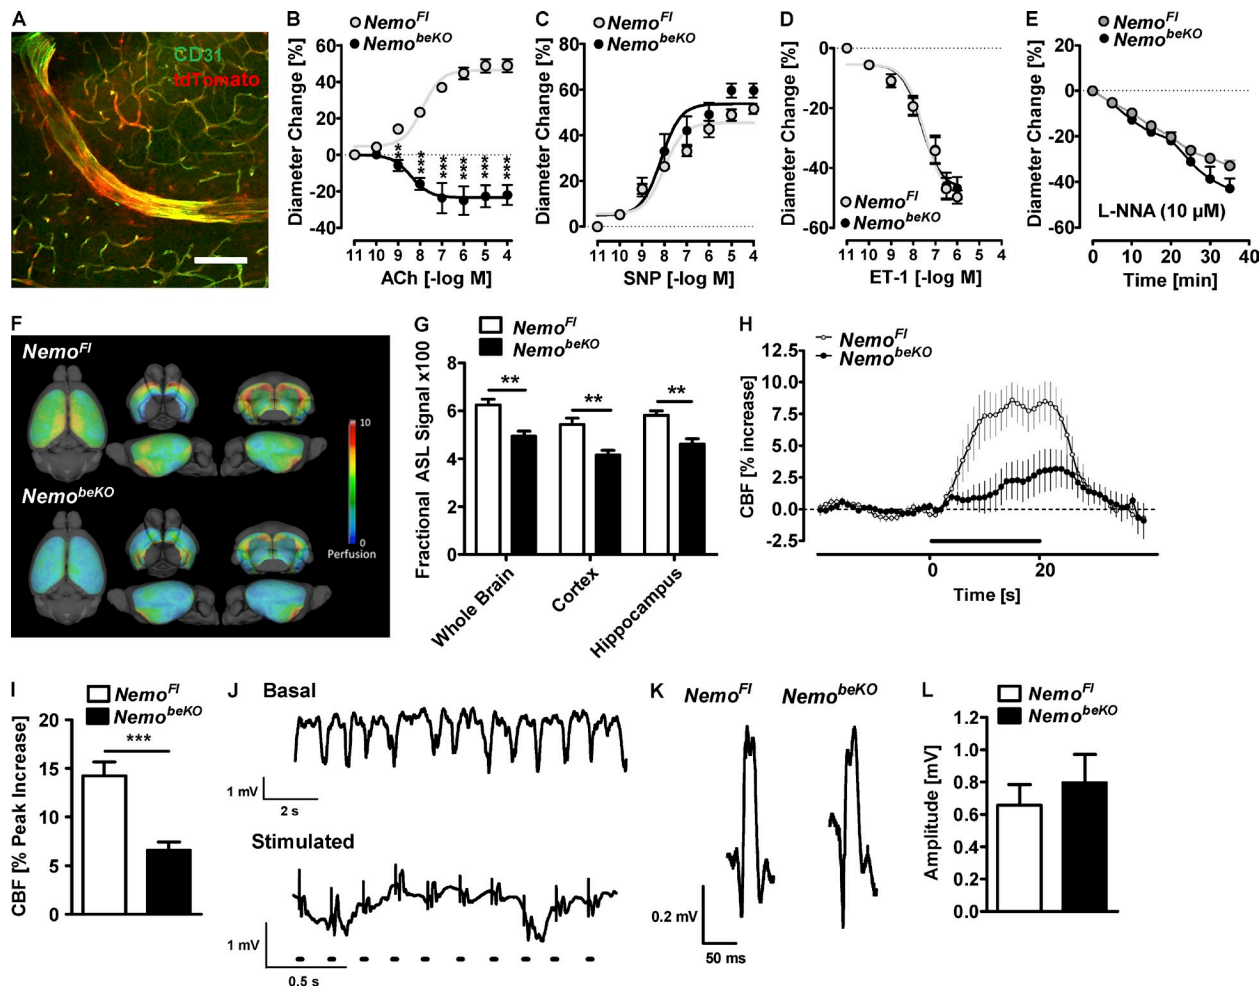 A
CD31
tdTomato
B
Nemo^Fl
Nemo^beKO
Diameter Change [%]
60
40
20
0
-20
-40
** *** *** *** *** ***
11 10 9 8 7 6 5 4
ACh [-log M]
C
Nemo^Fl
Nemo^beKO
Diameter Change [%]
80
60
40
20
0
11 10 9 8 7 6 5 4
SNP [-log M]
D
Diameter Change [%]
0
-20
-40
-60
Nemo^Fl
Nemo^beKO
11 10 9 8 7 6 5 4
ET-1 [-log M]
E
Nemo^Fl
Nemo^beKO
Diameter Change [%]
20
0
-20
-40
-60
L-NNA (10 µM)
0 10 20 30 40
Time [min]
F
Nemo^Fl
Nemo^beKO
10
0
Perfusion
G
Nemo^Fl
Nemo^beKO
Fractional ASL Signal x100
8
6
4
2
0
** ** **
Whole Brain
Cortex
Hippocampus
H
Nemo^Fl
Nemo^beKO
CBF [% increase]
12.5
10.0
7.5
5.0
2.5
0.0
-2.5
0 20
Time [s]
I
Nemo^Fl
Nemo^beKO
CBF [% Peak Increase]
20
15
10
5
0
***
J
Basal
1 mV
2 s
Stimulated
1 mV
0.5 s
K
Nemo^Fl
Nemo^beKO
0.2 mV
50 ms
L
Nemo^Fl
Nemo^beKO
Amplitude [mV]
1.2
1.0
0.8
0.6
0.4
0.2
0.0